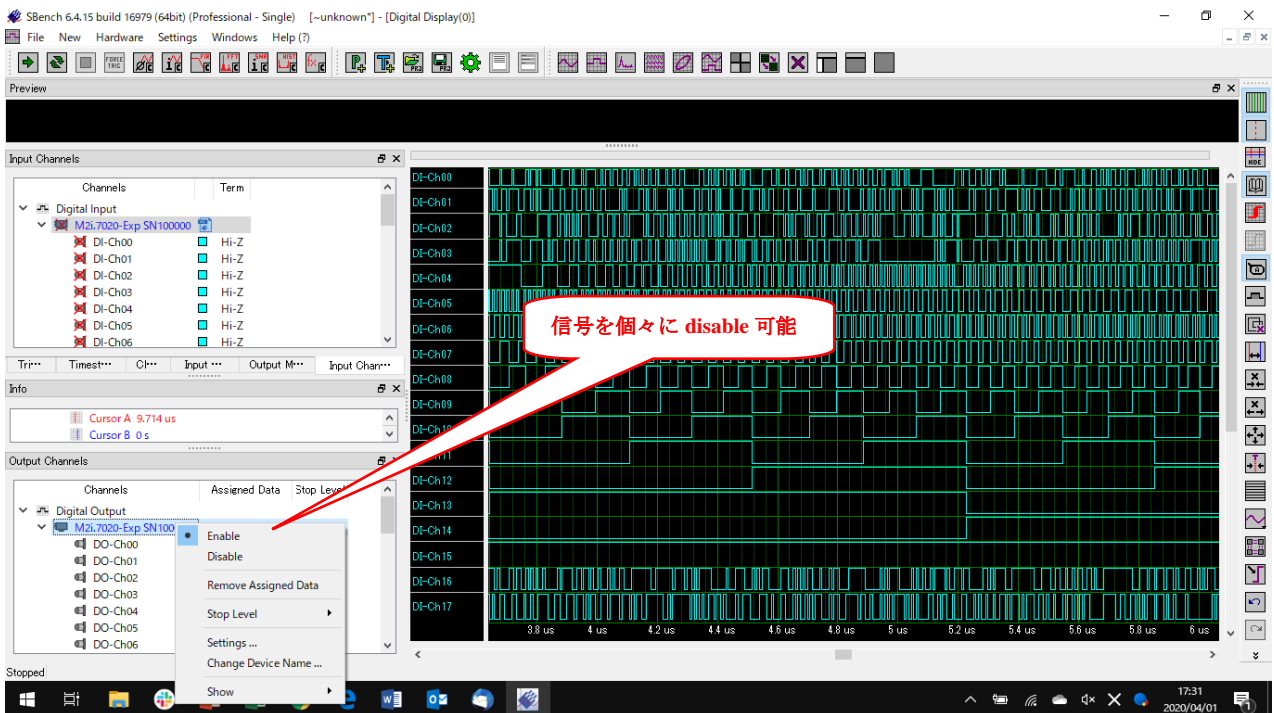 SBench 6.4.15 build 16979 (64bit) (Professional - Single) [~unknown*] - [Digital Display(0)]
File New Hardware Settings Windows Help (?)
Preview
Input Channels
Channels Term
Digital Input
M2i.7020-Exp SN100000
DI-Ch00 Hi-Z
DI-Ch01 Hi-Z
DI-Ch02 Hi-Z
DI-Ch03 Hi-Z
DI-Ch04 Hi-Z
DI-Ch05 Hi-Z
DI-Ch06 Hi-Z
Tri… Timest… Cl… Input … Output M… Input Chan…
Info
Cursor A 9.714 us
Cursor B 0 s
Output Channels
Channels Assigned Data Stop Level
Digital Output
M2i.7020-Exp SN100
DO-Ch00
DO-Ch01
DO-Ch02
DO-Ch03
DO-Ch04
DO-Ch05
DO-Ch06
Enable
Disable
Remove Assigned Data
Stop Level
Settings ...
Change Device Name ...
Show
信号を個々に disable 可能
DI-Ch00
DI-Ch01
DI-Ch02
DI-Ch03
DI-Ch04
DI-Ch05
DI-Ch06
DI-Ch07
DI-Ch08
DI-Ch09
DI-Ch12
DI-Ch13
DI-Ch14
DI-Ch15
DI-Ch16
DI-Ch17
3.8 us 4 us 4.2 us 4.4 us 4.6 us 4.8 us 5 us 5.2 us 5.4 us 5.6 us 5.8 us 6 us
Stopped
17:31
2020/04/01